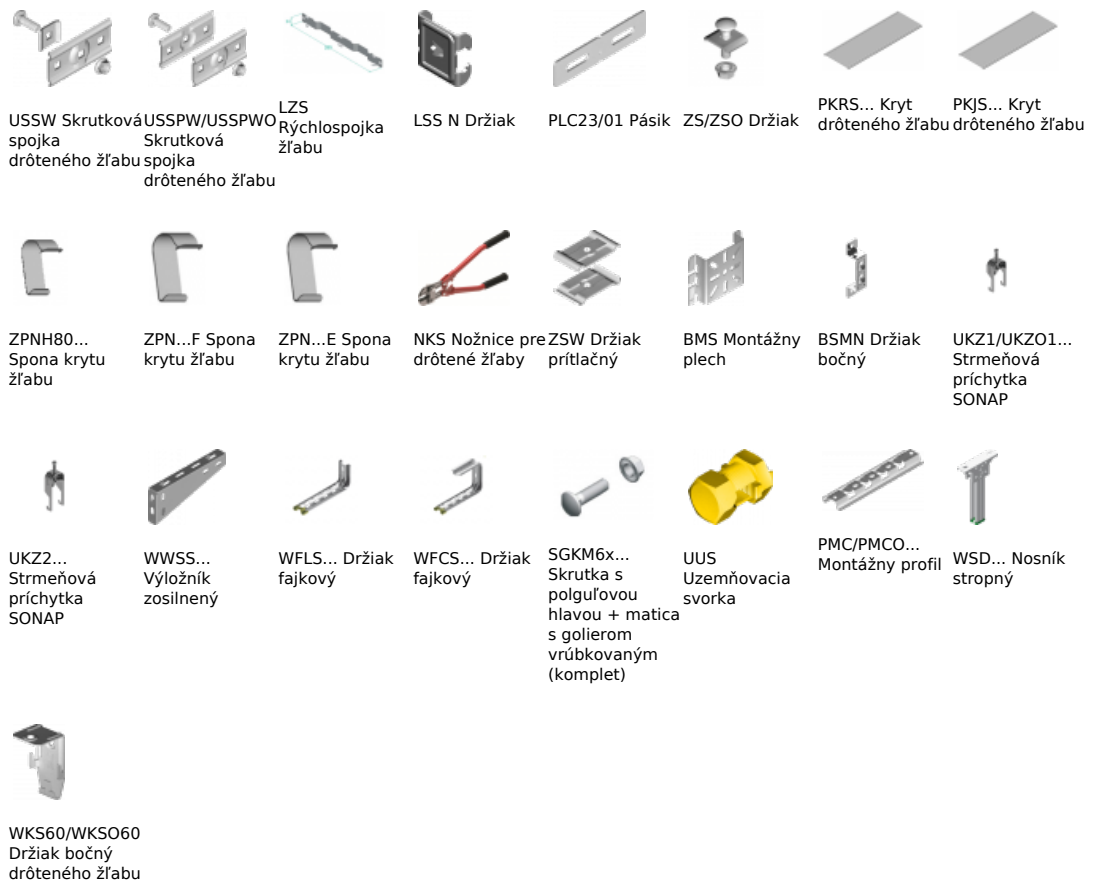 USSW Skrutková
spojka
drôteného žľabu
USSPW/USSPWO
Skrutková
spojka
drôteného žľabu
LZS
Rýchlospojka
žľabu
LSS N Držiak
PLC23/01 Pásik
ZS/ZSO Držiak
PKRS... Kryt
drôteného žľabu
PKJS... Kryt
drôteného žľabu
ZPNH80...
Spona krytu
žľabu
ZPN...F Spona
krytu žľabu
ZPN...E Spona
krytu žľabu
NKS Nožnice pre
drôtené žľaby
ZSW Držiak
prítlačný
BMS Montážny
plech
BSMN Držiak
bočný
UKZ1/UKZO1...
Strmeňová
príchytka
SONAP
UKZ2...
Strmeňová
príchytka
SONAP
WWSS...
Výložník
zosilnený
WFLS... Držiak
fajkový
WFCS... Držiak
fajkový
SGKM6x...
Skrutka s
polguľovou
hlavou + matica
s golierom
vrúbkovaným
(komplet)
UUS
Uzemňovacia
svorka
PMC/PMCO...
Montážny profil
WSD... Nosník
stropný
WKS60/WKSO60
Držiak bočný
drôteného žľabu